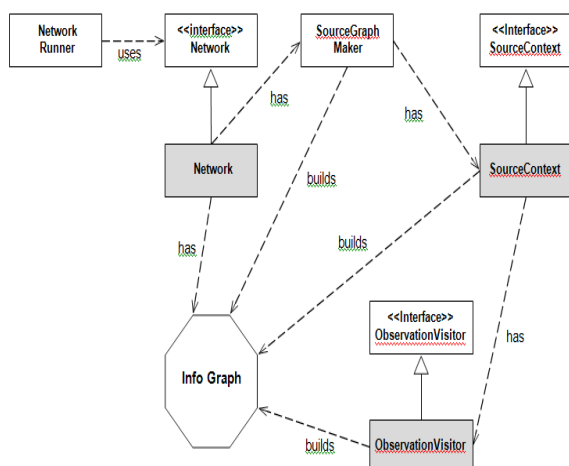 Network
Runner
uses
<<interface>>
Network
SourceGraph
Maker
<<Interface>>
SourceContext
has
has
Network
SourceContext
builds
has
builds
<<Interface>>
ObservationVisitor
has
Info Graph
builds
ObservationVisitor